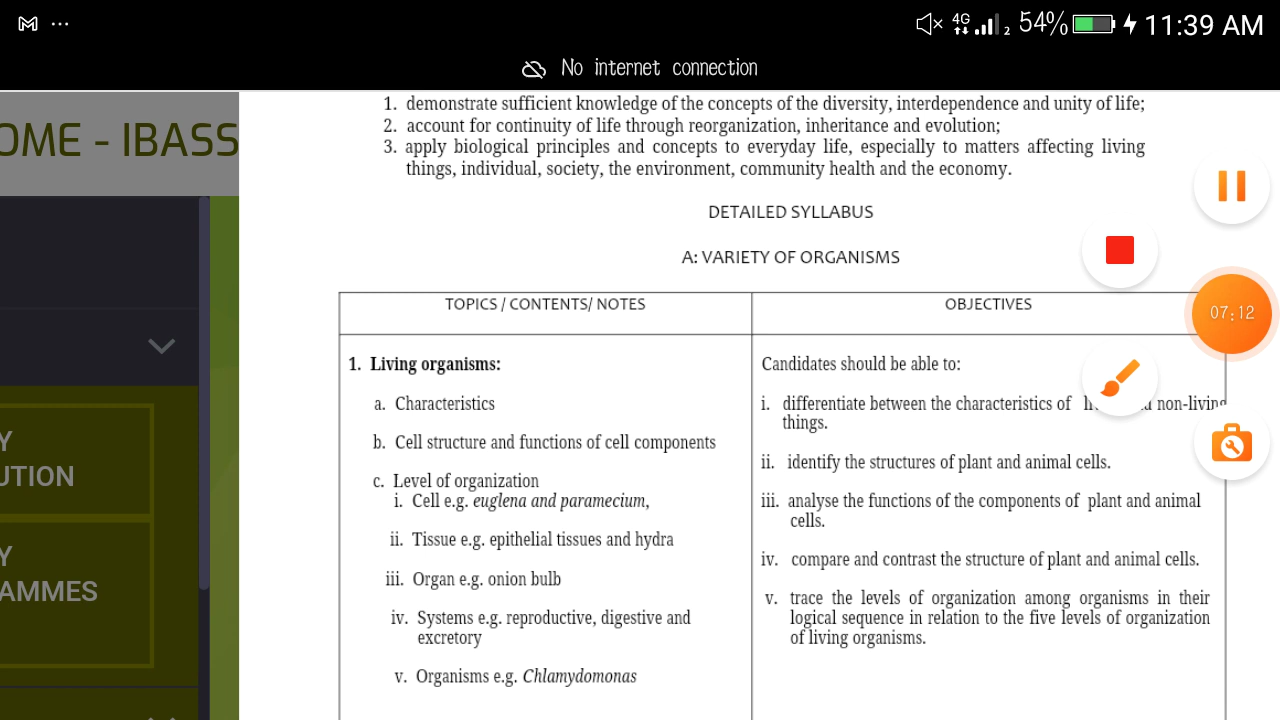 54% 11:39 AM
4G
2
No internet connection
OME - IBASS
Y
UTION
Y
AMMES
1. demonstrate sufficient knowledge of the concepts of the diversity, interdependence and unity of life;
2. account for continuity of life through reorganization, inheritance and evolution;
3. apply biological principles and concepts to everyday life, especially to matters affecting living
things, individual, society, the environment, community health and the economy.
DETAILED SYLLABUS
A: VARIETY OF ORGANISMS
TOPICS / CONTENTS/ NOTES
1. Living organisms:
a. Characteristics
b. Cell structure and functions of cell components
c. Level of organization
i. Cell e.g. euglena and paramecium,
ii. Tissue e.g. epithelial tissues and hydra
iii. Organ e.g. onion bulb
iv. Systems e.g. reproductive, digestive and
excretory
v. Organisms e.g. Chlamydomonas
OBJECTIVES
Candidates should be able to:
i. differentiate between the characteristics of non-living
things.
ii. identify the structures of plant and animal cells.
iii. analyse the functions of the components of plant and animal
cells.
iv. compare and contrast the structure of plant and animal cells.
v. trace the levels of organization among organisms in their
logical sequence in relation to the five levels of organization
of living organisms.
07:12